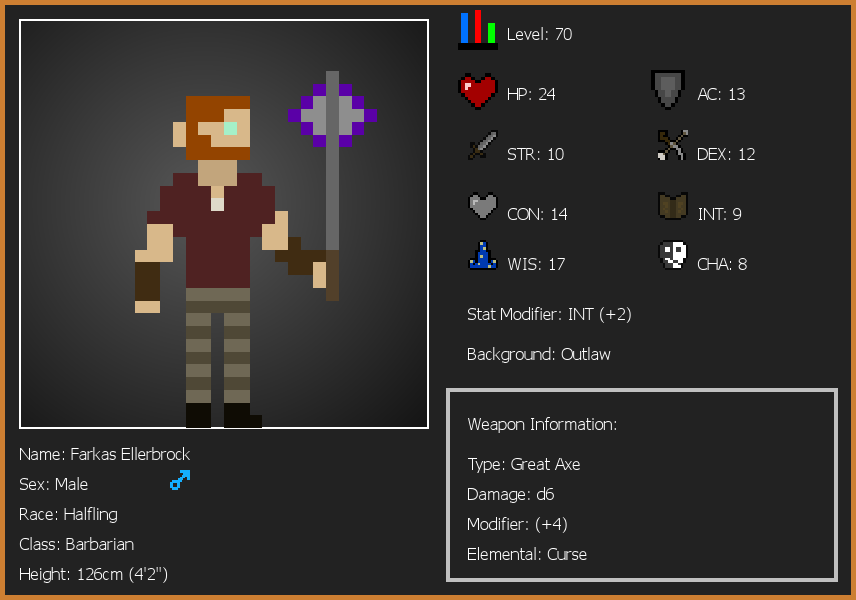 Level: 70
HP: 24
AC: 13
STR: 10
DEX: 12
CON: 14
INT: 9
WIS: 17
CHA: 8
Stat Modifier: INT (+2)
Background: Outlaw
Weapon Information:
Type: Great Axe
Damage: d6
Modifier: (+4)
Elemental: Curse
Name: Farkas Ellerbrock
Sex: Male
Race: Halfling
Class: Barbarian
Height: 126cm (4'2")